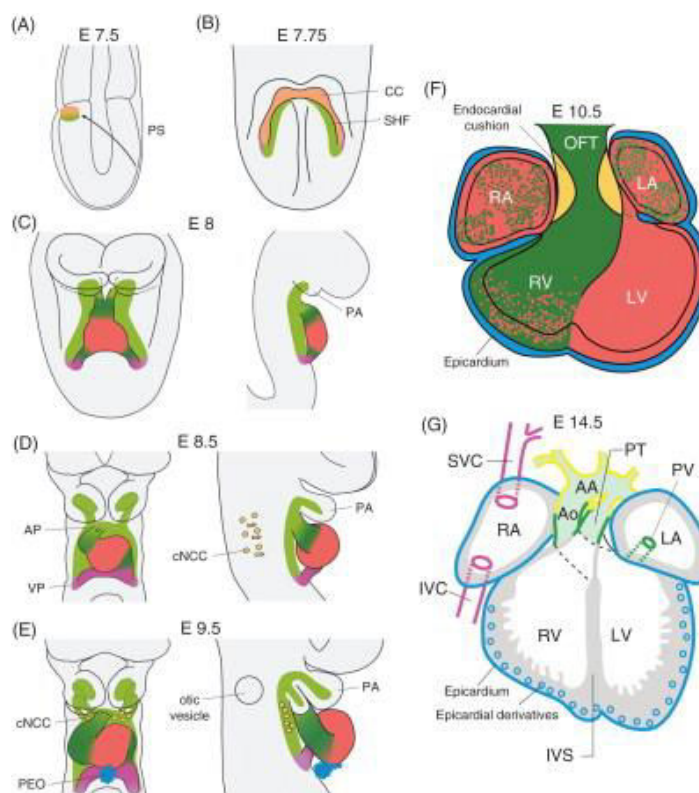 (A)
E 7.5
PS
(B)
E 7.75
CC
SHF
(C)
E 8
PA
(D)
E 8.5
AP
VP
cNCC
PA
(E)
E 9.5
cNCC
PEO
otic
vesicle
PA
(F)
Endocardial
cushion
E 10.5
OFT
RA
LA
RV
LV
Epicardium
(G)
E 14.5
SVC
PT
PV
AA
Ao
RA
LA
IVC
RV
LV
Epicardium
Epicardial derivatives
IVS